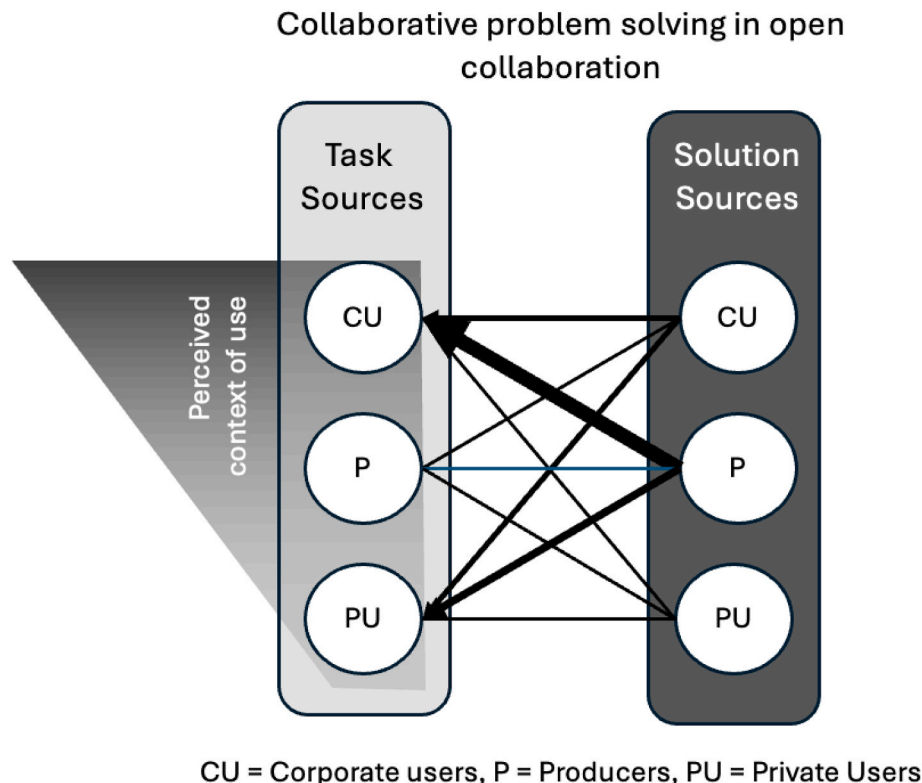 Collaborative problem solving in open
collaboration
Task
Sources
Solution
Sources
Perceived
context of use
CU
CU
P
P
PU
PU
CU = Corporate users, P = Producers, PU = Private Users